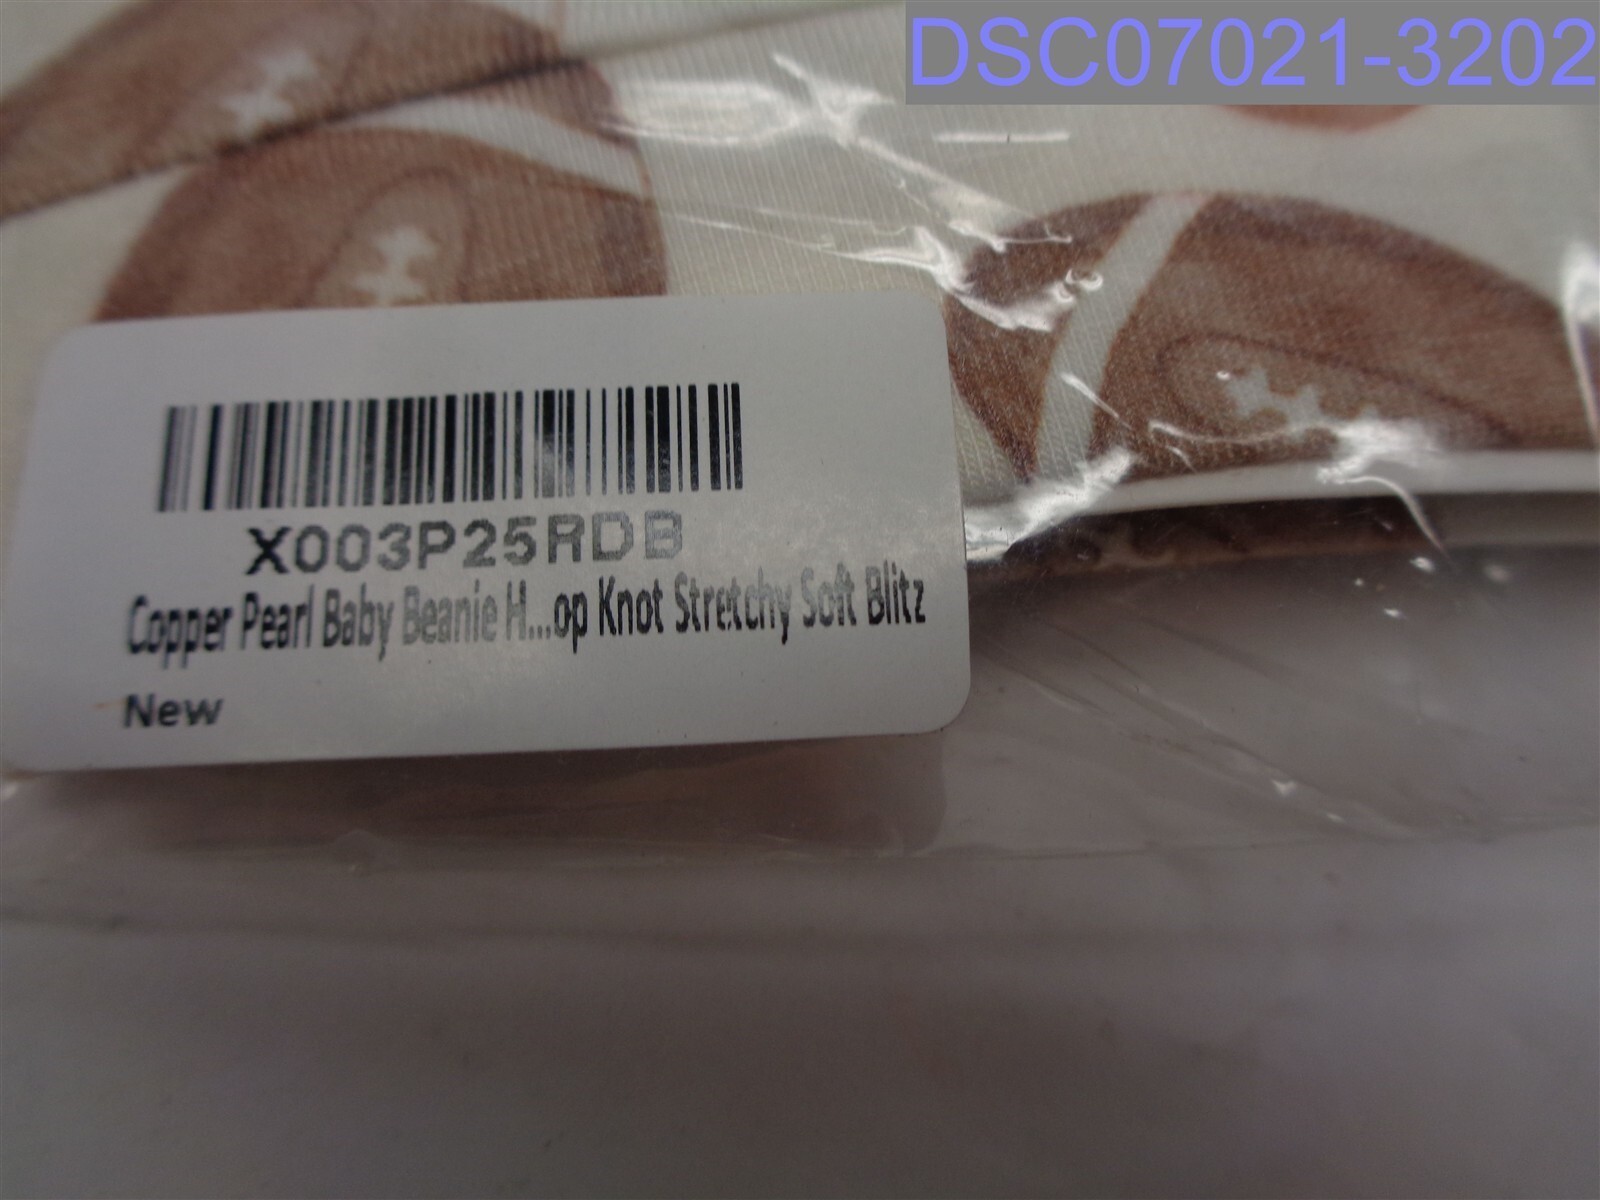 DSC07021-3202
X003P25RDB
Copper Pearl Baby Beanie H...op Knot Stretchy Soft Blitz
New